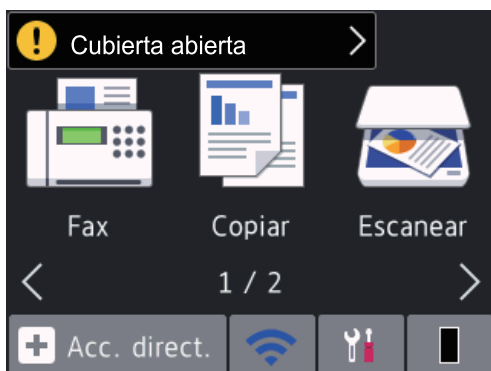 Cubierta abierta
Fax Copiar Escanear
1 / 2
Acc. direct.